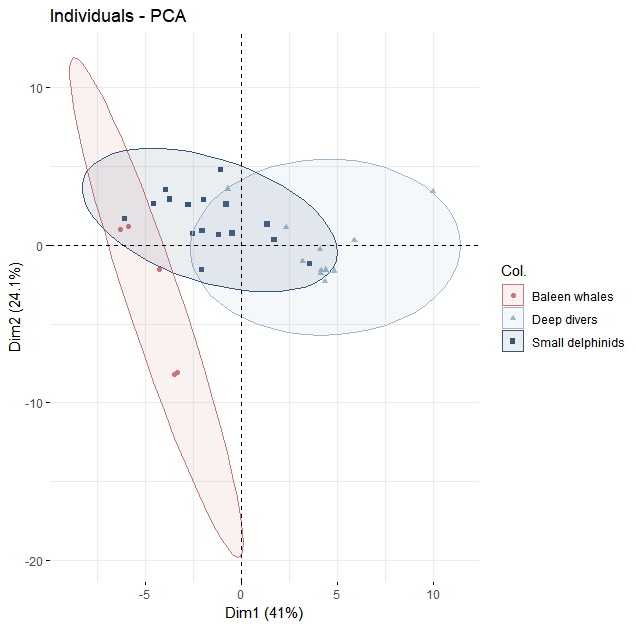 Individuals - PCA
10
0
-10
-20
Dim2 (24.1%)
-5
0
5
10
Dim1 (41%)
Col.
Baleen whales
Deep divers
Small delphinids